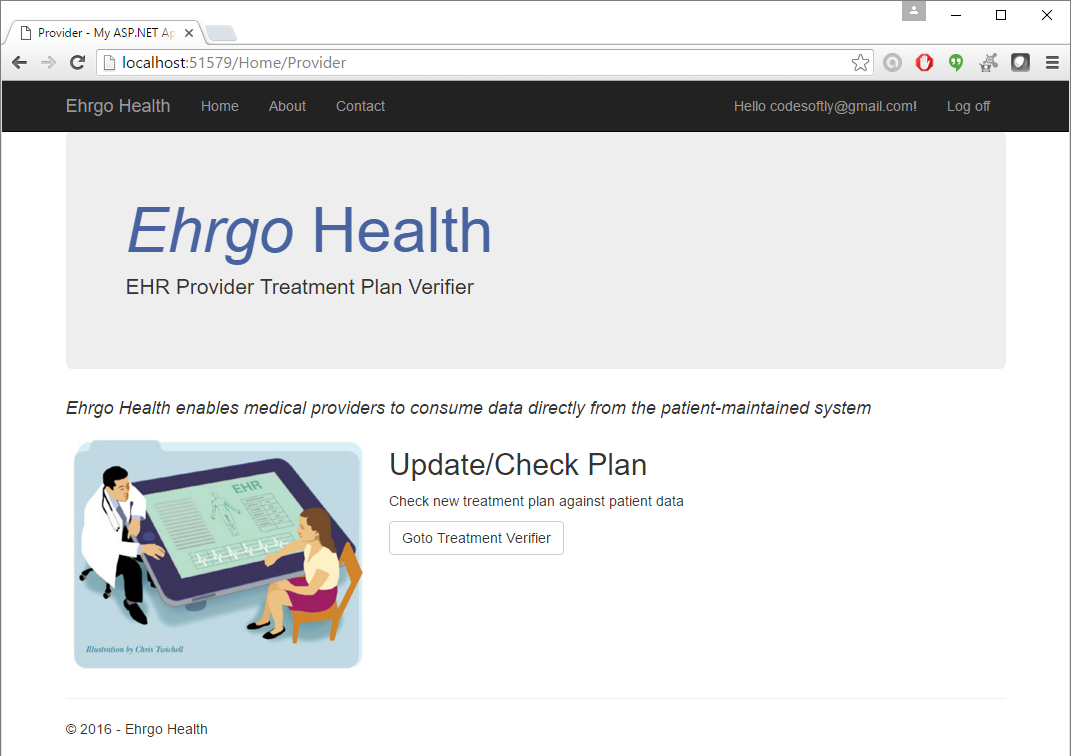 Provider - My ASP.NET Ap
localhost:51579/Home/Provider
Ehrgo Health Home About Contact Hello codesoftly@gmail.com! Log off
Ehrgo Health
EHR Provider Treatment Plan Verifier
Ehrgo Health enables medical providers to consume data directly from the patient-maintained system
EHR
Illustration by Chris Twichell
Update/Check Plan
Check new treatment plan against patient data
Goto Treatment Verifier
© 2016 - Ehrgo Health